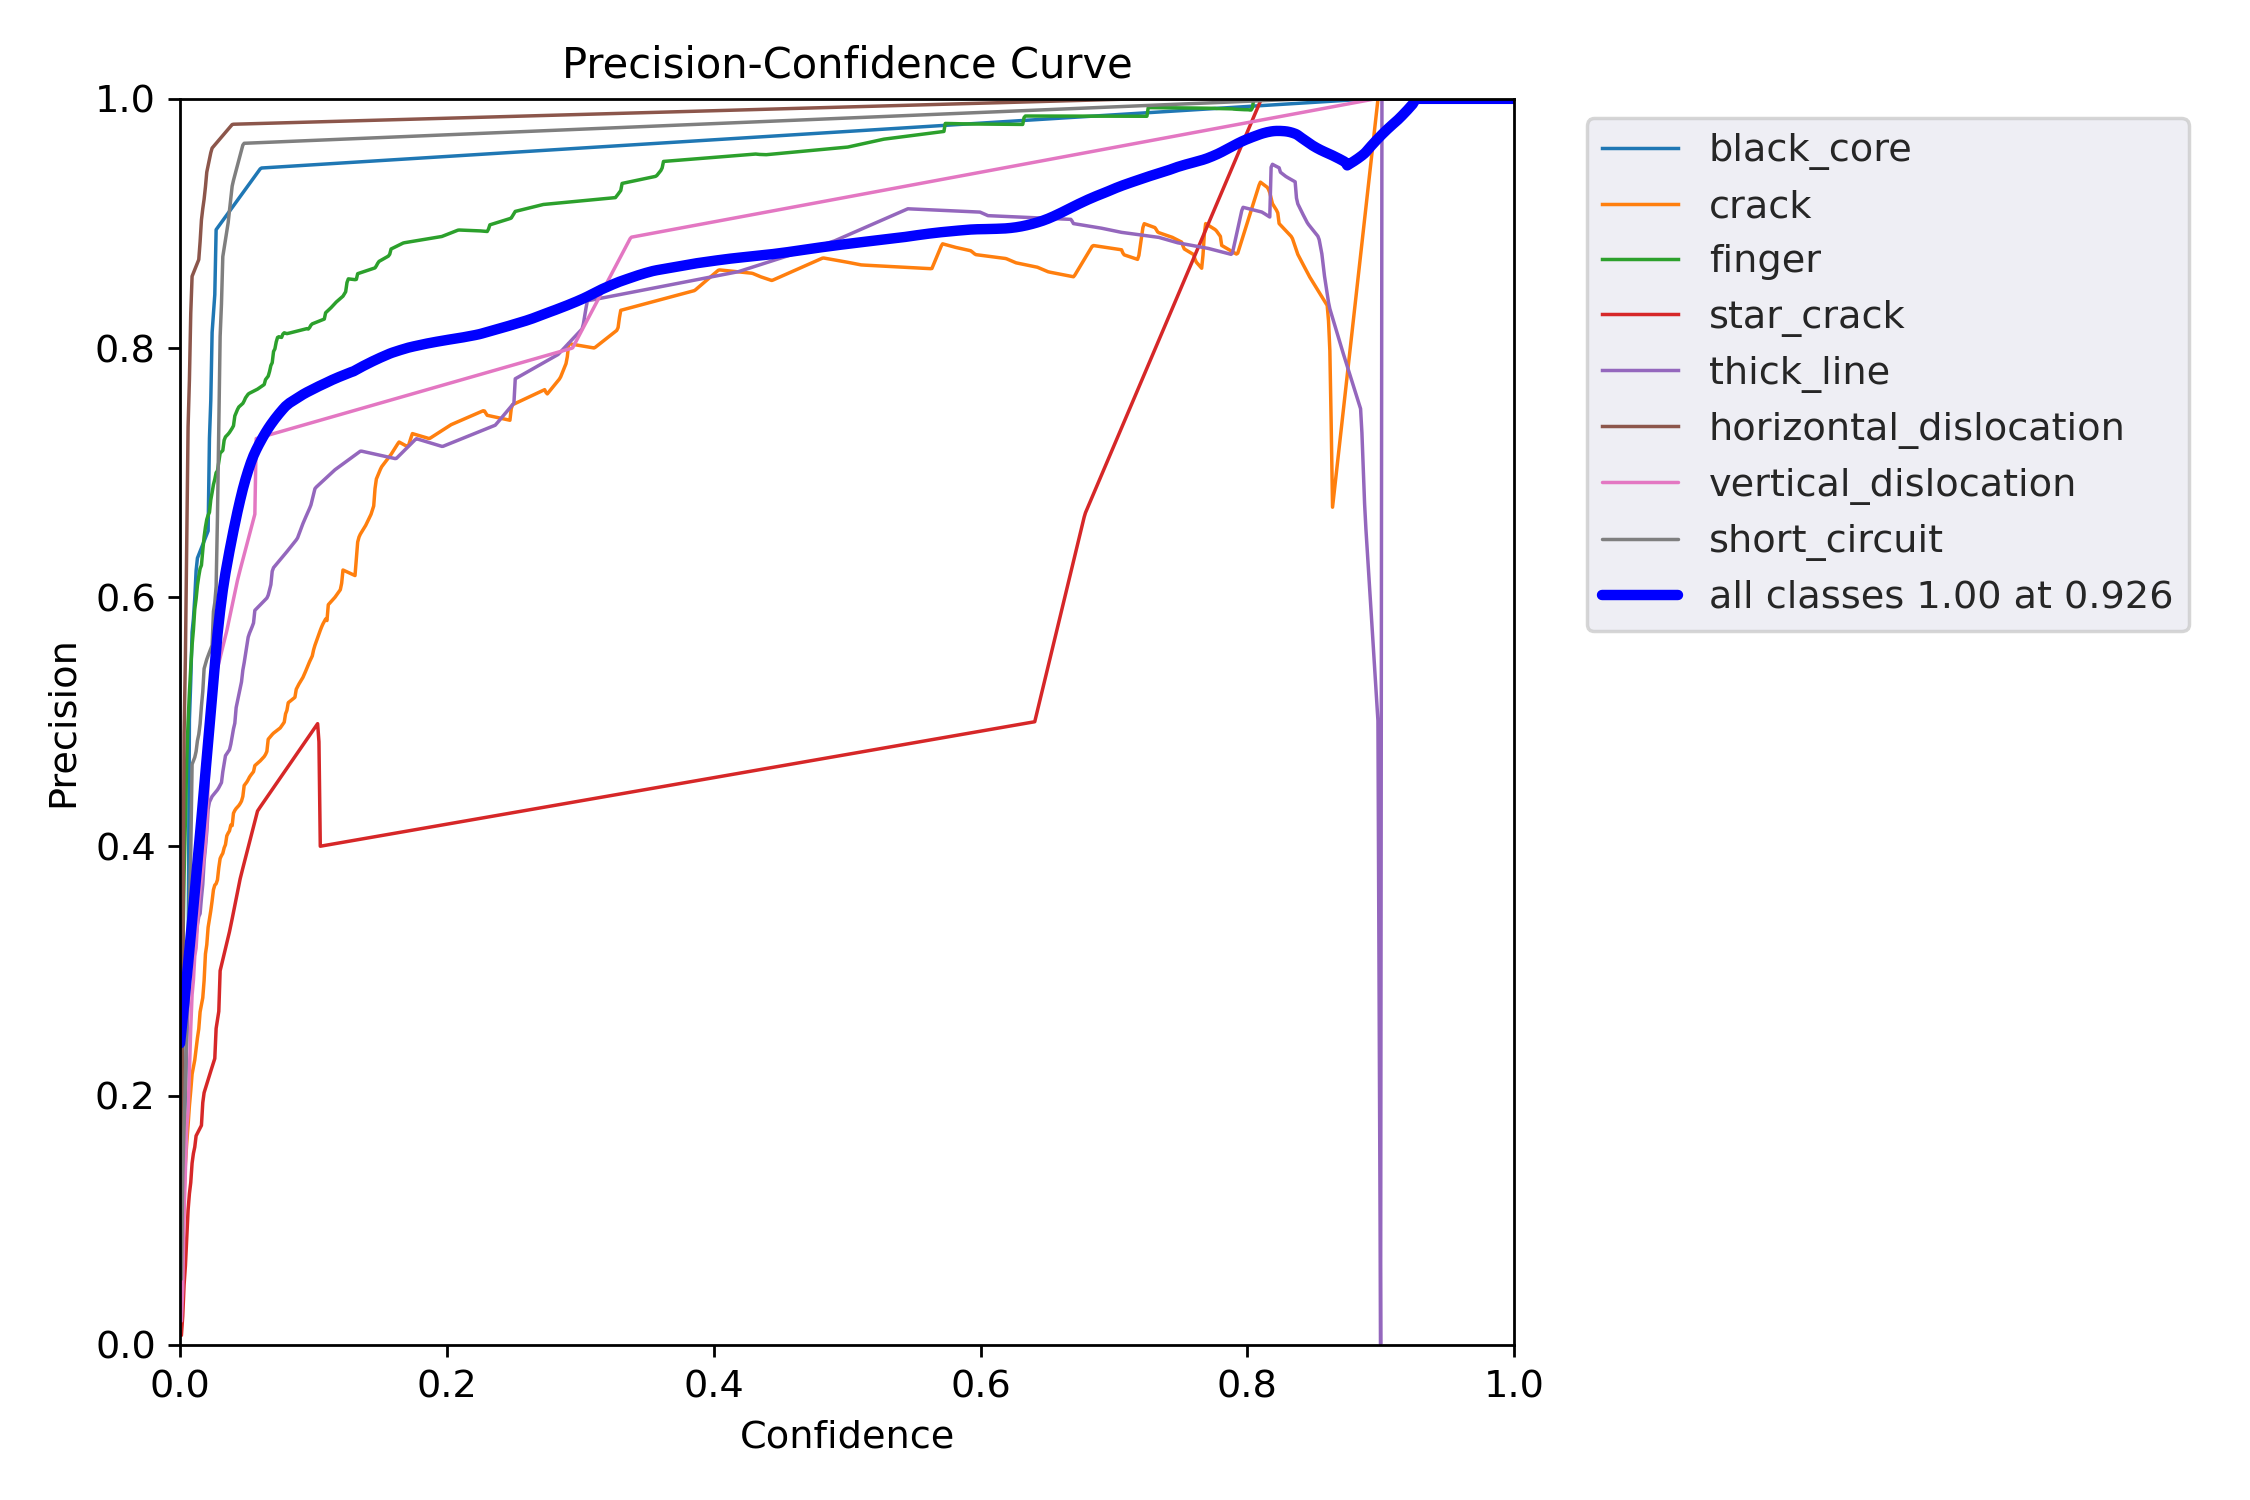 Precision-Confidence Curve
1.0
0.8
0.6
0.4
0.2
0.0
Precision
0.0 0.2 0.4 0.6 0.8 1.0
Confidence
black_core
crack
finger
star_crack
thick_line
horizontal_dislocation
vertical_dislocation
short_circuit
all classes 1.00 at 0.926